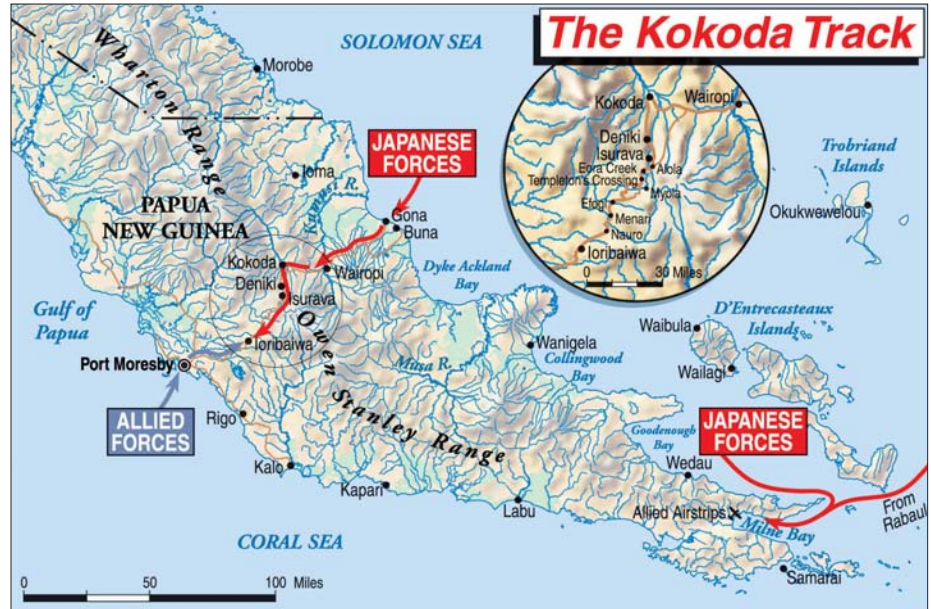 The Kokoda Track
SOLOMON SEA
Wharton Range
Morobe
JAPANESE
FORCES
Ioma
Kumusi R.
PAPUA
NEW GUINEA
Gona
Buna
Kokoda
Wairopi
Deniki
Isurava
Dyke Ackland
Bay
Gulf of
Papua
Ioribaiwa
Port Moresby
ALLIED
FORCES
Owen Stanley Range
Musa R.
Wanigela
Collingwood
Bay
Rigo
Kalo
Kapari
Labu
CORAL SEA
0 50 100 Miles
Kokoda
Wairopi
Deniki
Isurava
Eora Creek
Alola
Templeton's Crossing
Myola
Efogi
Menari
Nauro
Ioribaiwa
0 30 Miles
Trobriand
Islands
Okukwewelou
D'Entrecasteaux
Islands
Waibula
Wailagi
JAPANESE
FORCES
Goodenough
Bay
Wedau
Allied Airstrips
Milne Bay
From
Rabaul
Samarai